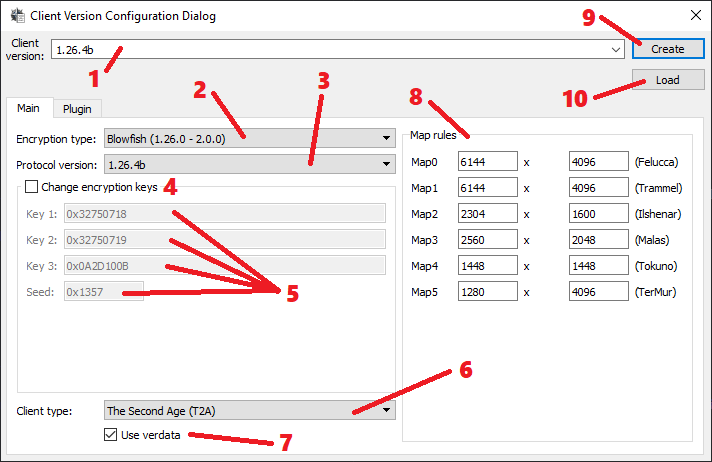 Client Version Configuration Dialog
9
Client version:
1.26.4b
Create
1
2
3
8
10
Load
Main
Plugin
Encryption type:
Blowfish (1.26.0 - 2.0.0)
Protocol version:
1.26.4b
Change encryption keys
4
Key 1:
0x32750718
Key 2:
0x32750719
Key 3:
0x0A2D100B
Seed:
0x1357
5
Map rules
Map0 6144 x 4096 (Felucca)
Map1 6144 x 4096 (Trammel)
Map2 2304 x 1600 (Ilshenar)
Map3 2560 x 2048 (Malas)
Map4 1448 x 1448 (Tokuno)
Map5 1280 x 4096 (TerMur)
6
Client type:
The Second Age (T2A)
Use verdata
7